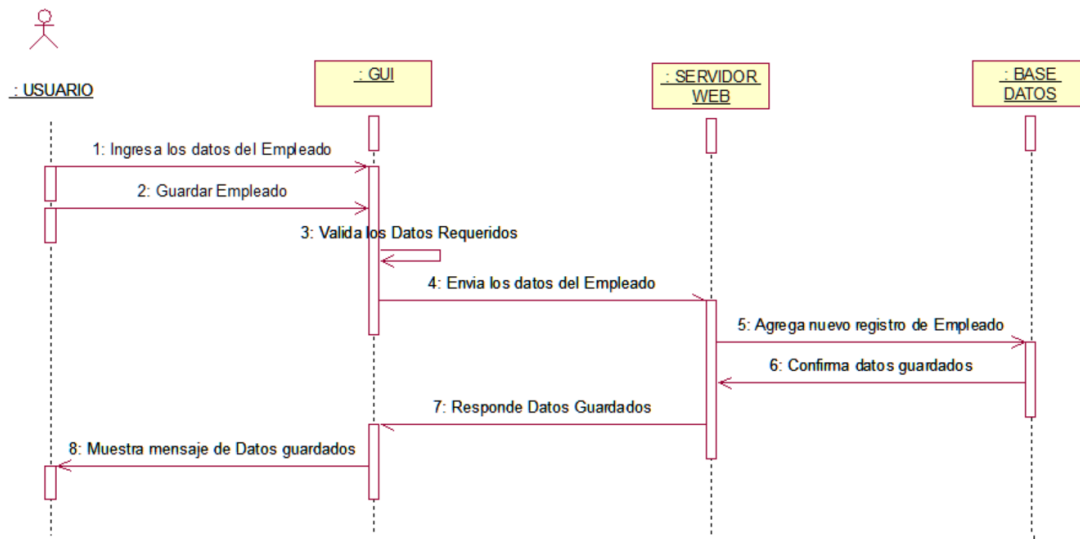 : USUARIO
: GUI
: SERVIDOR
WEB
: BASE
DATOS
1: Ingresa los datos del Empleado
2: Guardar Empleado
3: Valida los Datos Requeridos
4: Envia los datos del Empleado
5: Agrega nuevo registro de Empleado
6: Confirma datos guardados
7: Responde Datos Guardados
8: Muestra mensaje de Datos guardados